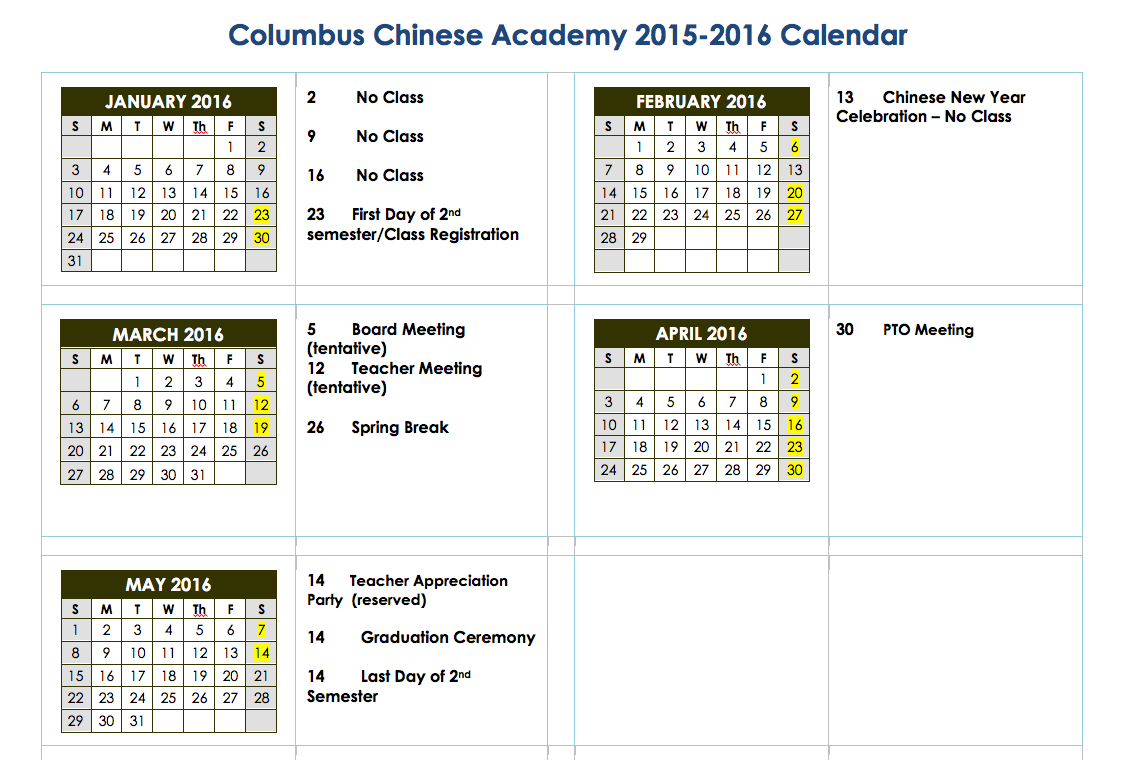 Columbus Chinese Academy 2015-2016 Calendar
JANUARY 2016
S M T W Th F S
1 2
3 4 5 6 7 8 9
10 11 12 13 14 15 16
17 18 19 20 21 22 23
24 25 26 27 28 29 30
31
2 No Class
9 No Class
16 No Class
23 First Day of 2nd
semester/Class Registration
FEBRUARY 2016
S M T W Th F S
1 2 3 4 5 6
7 8 9 10 11 12 13
14 15 16 17 18 19 20
21 22 23 24 25 26 27
28 29
13 Chinese New Year
Celebration – No Class
MARCH 2016
S M T W Th F S
1 2 3 4 5
6 7 8 9 10 11 12
13 14 15 16 17 18 19
20 21 22 23 24 25 26
27 28 29 30 31
5 Board Meeting
(tentative)
12 Teacher Meeting
(tentative)
26 Spring Break
APRIL 2016
S M T W Th F S
1 2
3 4 5 6 7 8 9
10 11 12 13 14 15 16
17 18 19 20 21 22 23
24 25 26 27 28 29 30
30 PTO Meeting
MAY 2016
S M T W Th F S
1 2 3 4 5 6 7
8 9 10 11 12 13 14
15 16 17 18 19 20 21
22 23 24 25 26 27 28
29 30 31
14 Teacher Appreciation
Party (reserved)
14 Graduation Ceremony
14 Last Day of 2nd
Semester